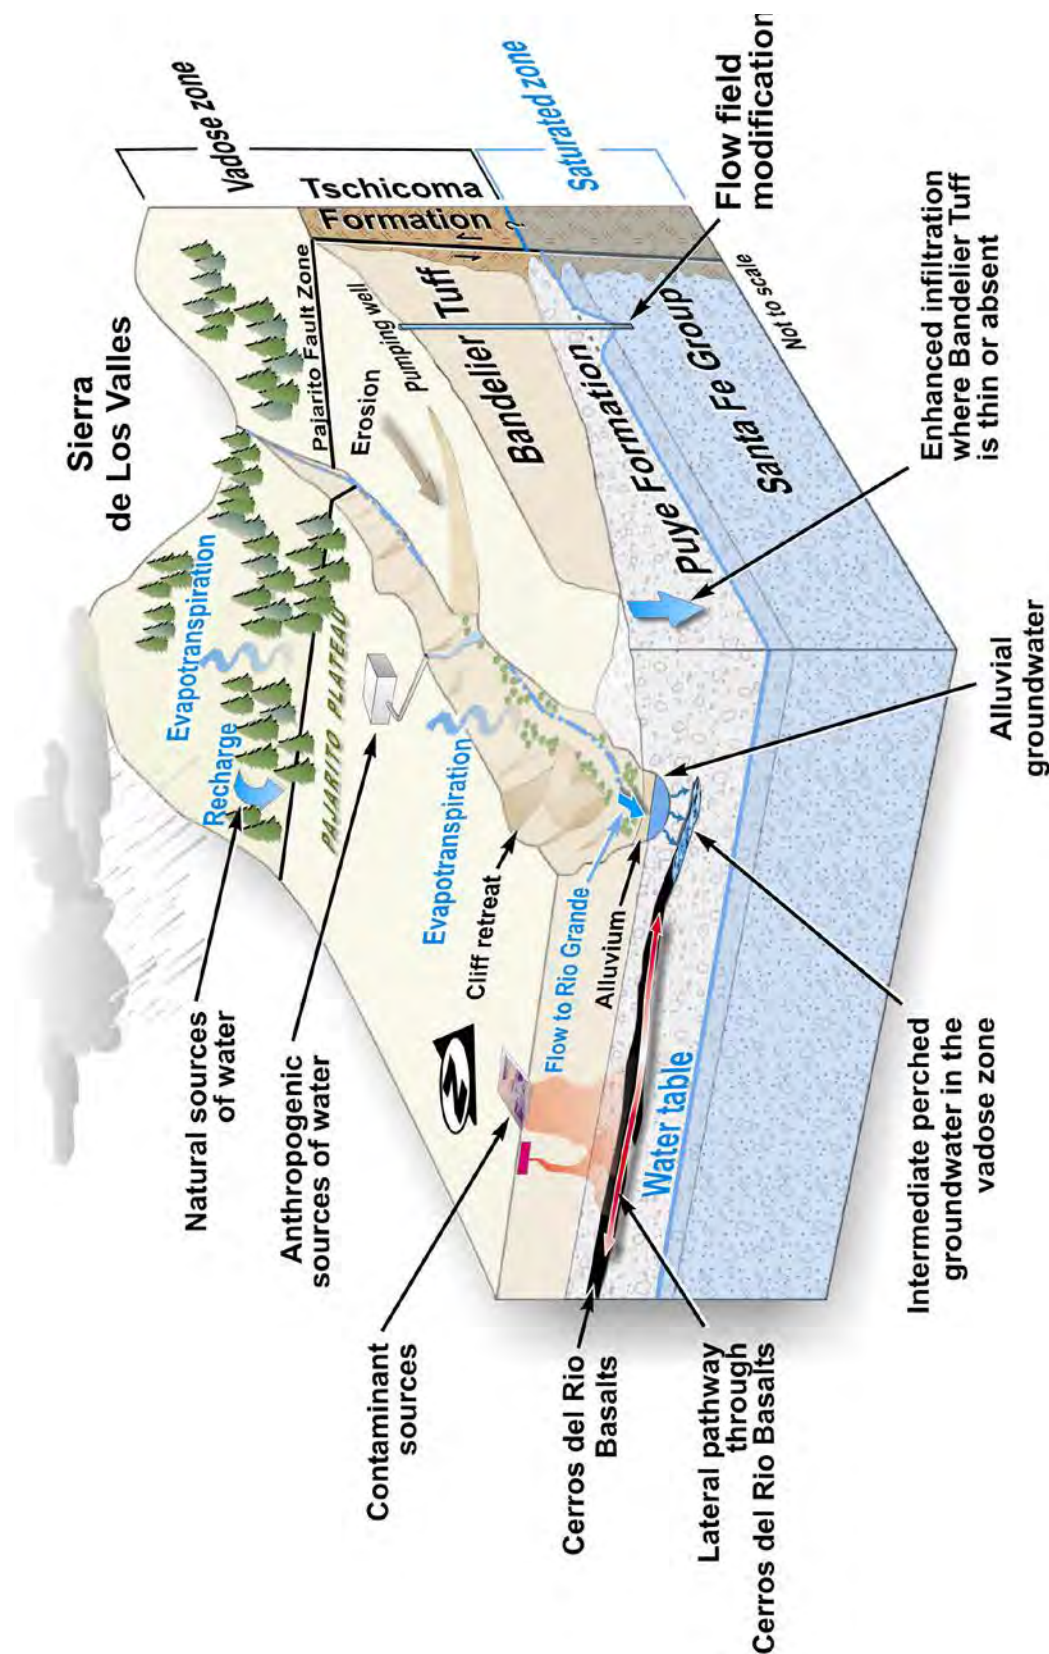 Sierra
de Los Valles
Vadose zone
Saturated zone
Tschicoma
Formation
?
Pajarito Fault Zone
Pumping well
Erosion
Bandelier Tuff
Puye Formation
Santa Fe Group
Not to scale
Flow field
modification
Enhanced infiltration
where Bandelier Tuff
is thin or absent
Alluvial
groundwater
Evapotranspiration
Recharge
PAJARITO PLATEAU
Evapotranspiration
Cliff retreat
Flow to Rio Grande
Alluvium
Water table
N
Natural sources
of water
Anthropogenic
sources of water
Contaminant
sources
Cerros del Rio
Basalts
Lateral pathway
through
Cerros del Rio Basalts
Intermediate perched
groundwater in the
vadose zone